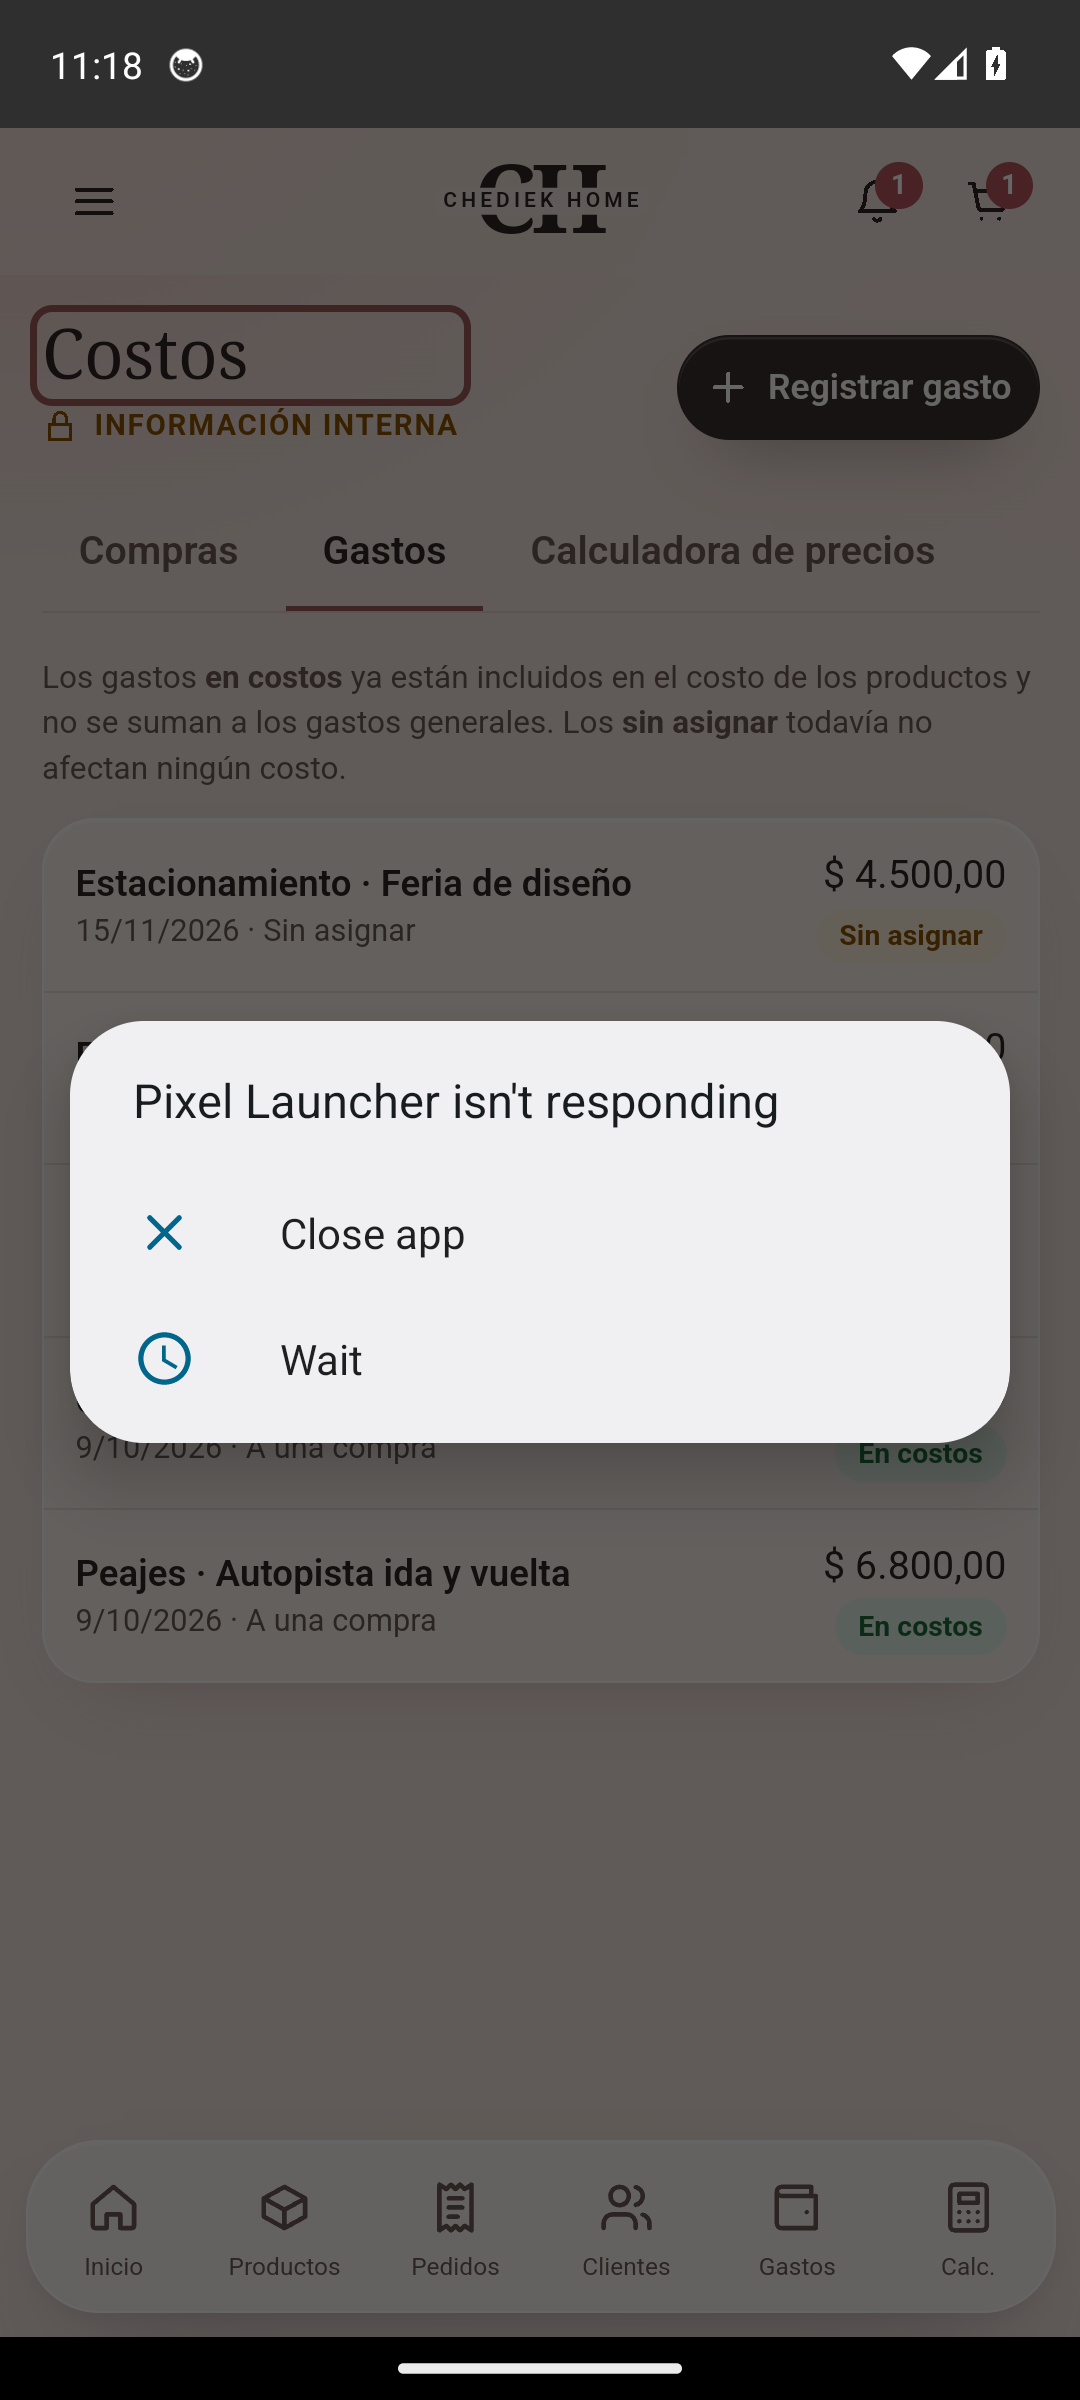 11:18
CH
CHEDIEK HOME
1
1
Costos
INFORMACIÓN INTERNA
Registrar gasto
Compras
Gastos
Calculadora de precios
Los gastos en costos ya están incluidos en el costo de los productos y
no se suman a los gastos generales. Los sin asignar todavía no
afectan ningún costo.
Estacionamiento · Feria de diseño
$ 4.500,00
15/11/2026 · Sin asignar
Sin asignar
Pixel Launcher isn't responding
Close app
Wait
9/10/2026 · A una compra
En costos
Peajes · Autopista ida y vuelta
$ 6.800,00
9/10/2026 · A una compra
En costos
Inicio
Productos
Pedidos
Clientes
Gastos
Calc.